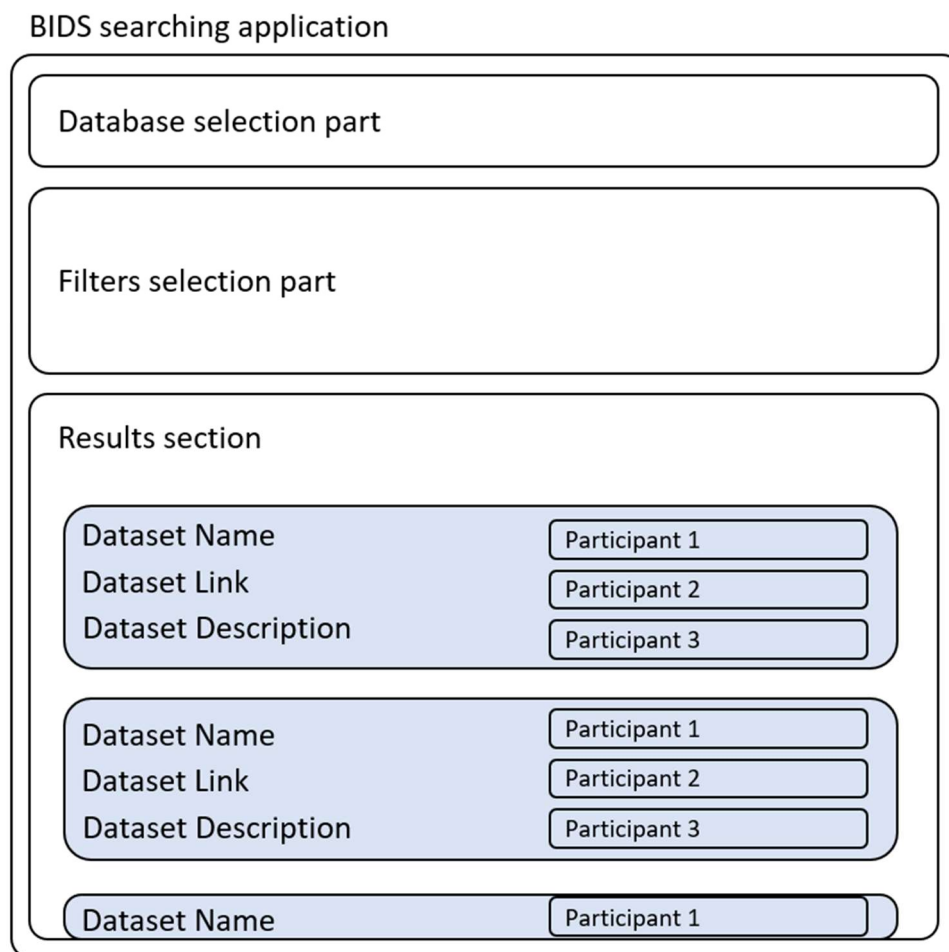 BIDS searching application
Database selection part
Filters selection part
Results section
Dataset Name
Dataset Link
Dataset Description
Participant 1
Participant 2
Participant 3
Dataset Name
Dataset Link
Dataset Description
Participant 1
Participant 2
Participant 3
Dataset Name
Participant 1